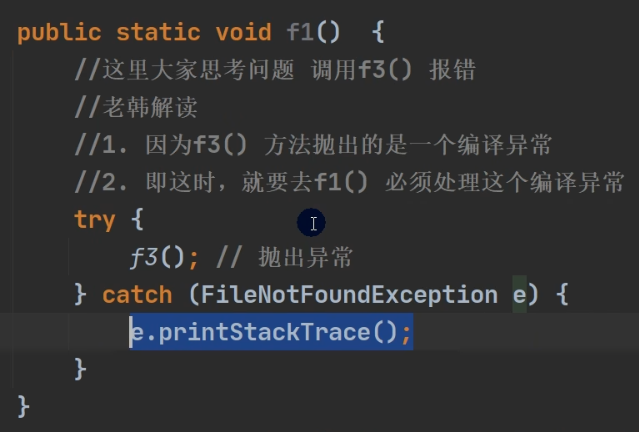 public static void f1()  {
//这里大家思考问题 调用f3() 报错
//老韩解读
//1. 因为f3() 方法抛出的是一个编译异常
//2. 即这时，就要去f1() 必须处理这个编译异常
try {
f3(); // 抛出异常
} catch (FileNotFoundException e) {
e.printStackTrace();
}
}